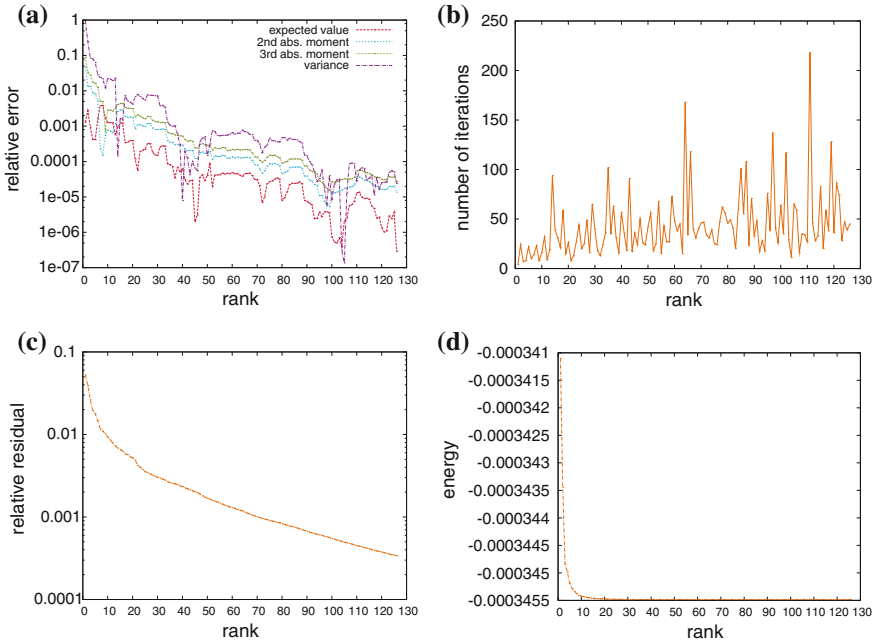 (a)
relative error
1
0.1
0.01
0.001
0.0001
1e-05
1e-06
1e-07
expected value
2nd abs. moment
3rd abs. moment
variance
0 10 20 30 40 50 60 70 80 90 100 110 120 130
rank
(b)
number of iterations
250
200
150
100
50
0
0 10 20 30 40 50 60 70 80 90 100 110 120 130
rank
(c)
relative residual
0.1
0.01
0.001
0.0001
0 10 20 30 40 50 60 70 80 90 100 110 120 130
rank
(d)
energy
-0.000341
-0.0003415
-0.000342
-0.0003425
-0.000343
-0.0003435
-0.000344
-0.0003445
-0.000345
-0.0003455
0 10 20 30 40 50 60 70 80 90 100 110 120 130
rank